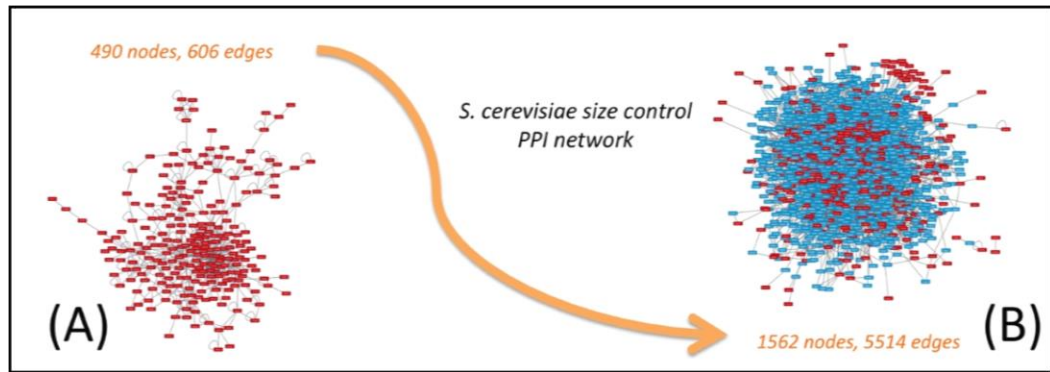 490 nodes, 606 edges
S. cerevisiae size control
PPI network
(A)
(B)
1562 nodes, 5514 edges